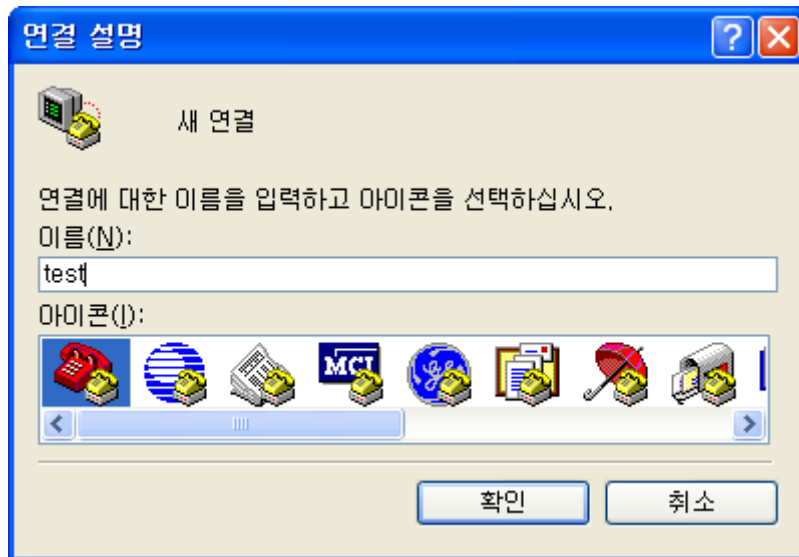 연결 설명
새 연결
연결에 대한 이름을 입력하고 아이콘을 선택하십시오.
이름(N):
test
아이콘(I):
MCI
확인
취소